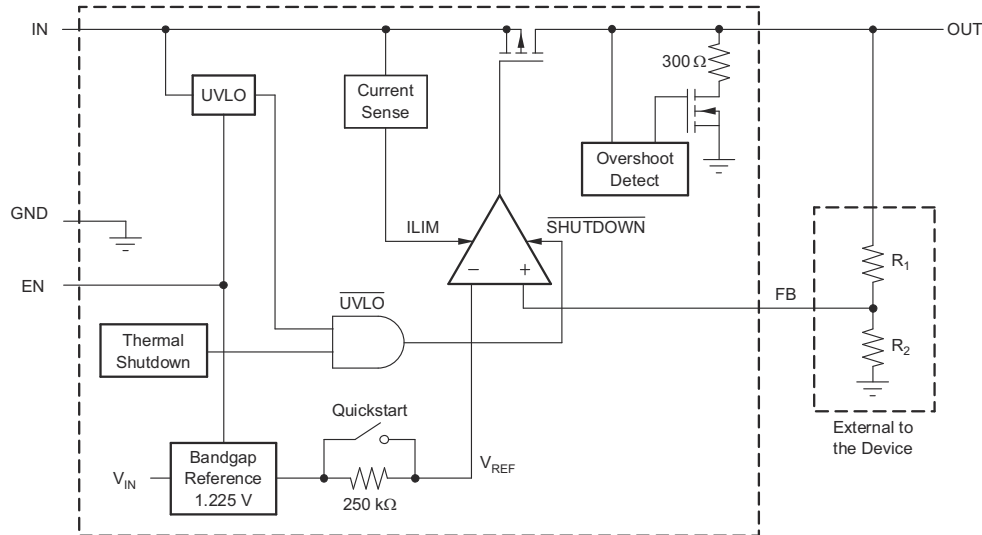 IN
OUT
300 Ω
UVLO
Current
Sense
Overshoot
Detect
GND
ILIM
SHUTDOWN
R1
EN
− +
FB
UVLO
Thermal
Shutdown
R2
Quickstart
External to
the Device
VIN
Bandgap
Reference
1.225 V
VREF
250 kΩ